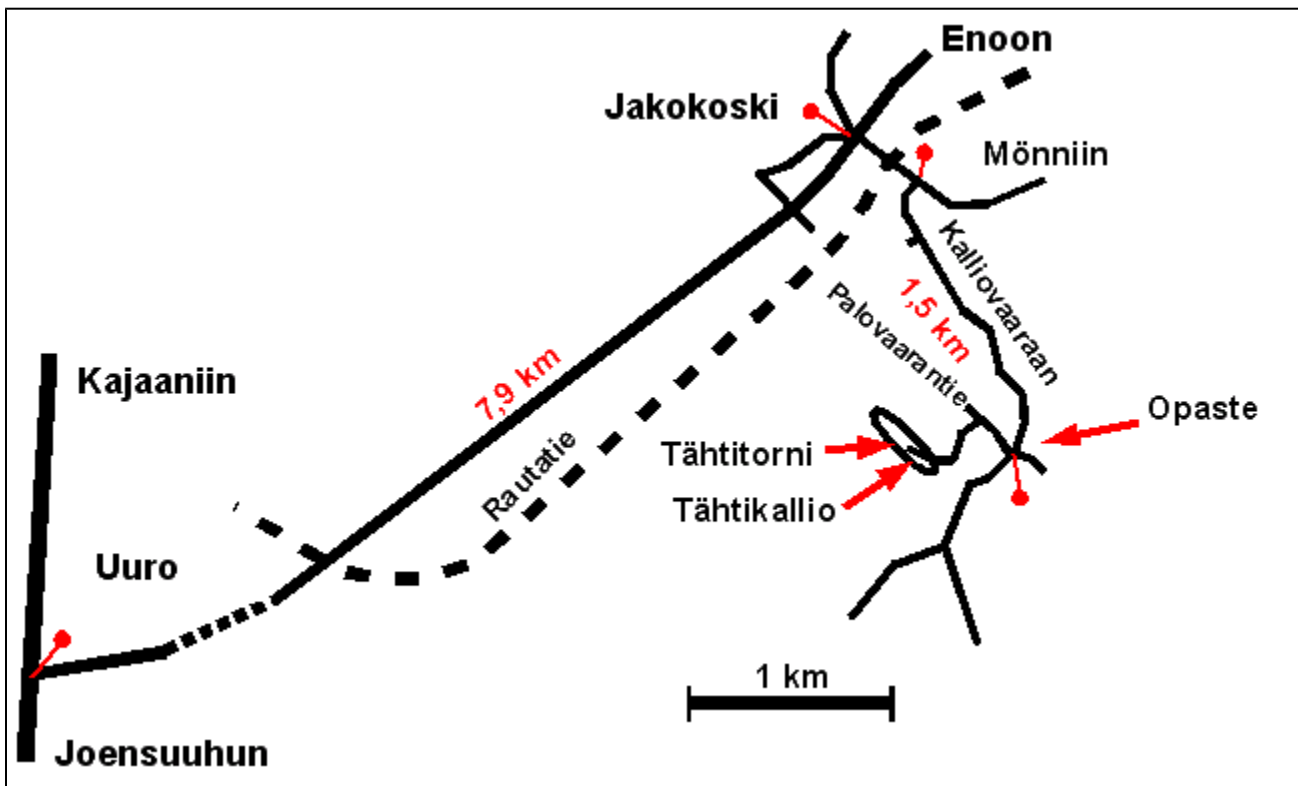 Enoon
Jakokoski
Mönniin
Kalliovaaraan
1,5 km
Palovaarantie
Kajaaniin
7,9 km
Opaste
Tähtitorni
Rautatie
Tähtikallio
Uuro
1 km
Joensuuhun